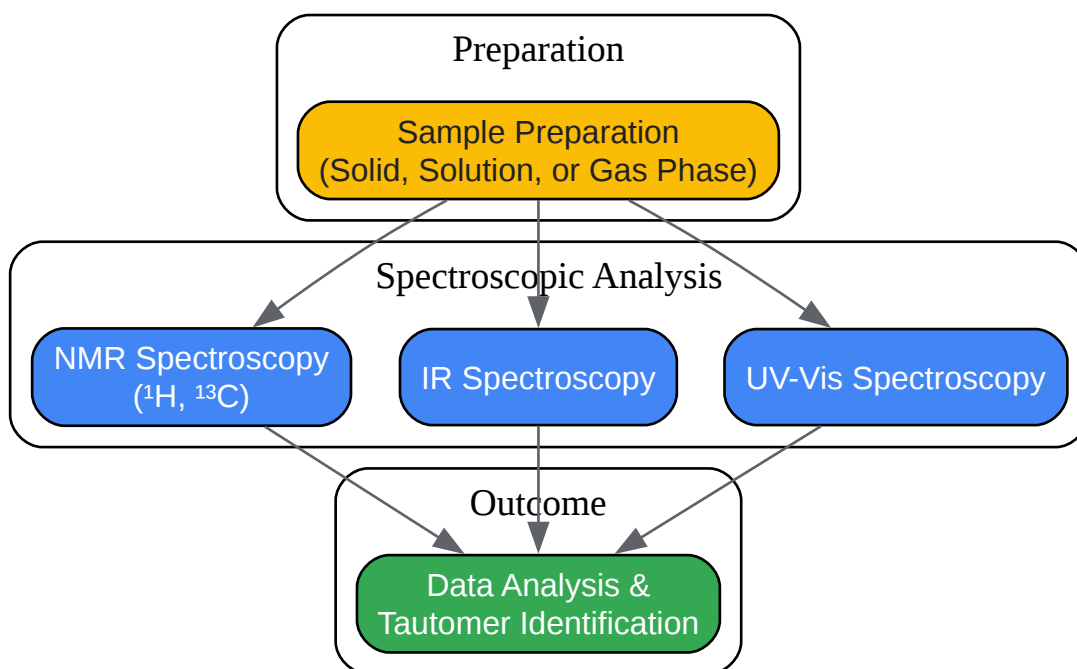 Preparation
Sample Preparation
(Solid, Solution, or Gas Phase)
Spectroscopic Analysis
NMR Spectroscopy
(¹H, ¹³C)
IR Spectroscopy
UV-Vis Spectroscopy
Outcome
Data Analysis &
Tautomer Identification